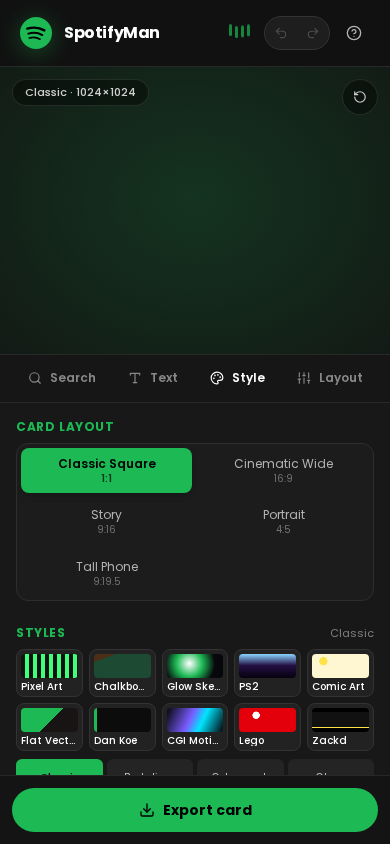 SpotifyMan
Classic · 1024×1024
Search
Text
Style
Layout
CARD LAYOUT
Classic Square
1:1
Cinematic Wide
16:9
Story
9:16
Portrait
4:5
Tall Phone
9:19.5
STYLES
Classic
Pixel Art
Chalkbo…
Glow Ske…
PS2
Comic Art
Flat Vect…
Dan Koe
CGI Moti…
Lego
Zackd
Export card